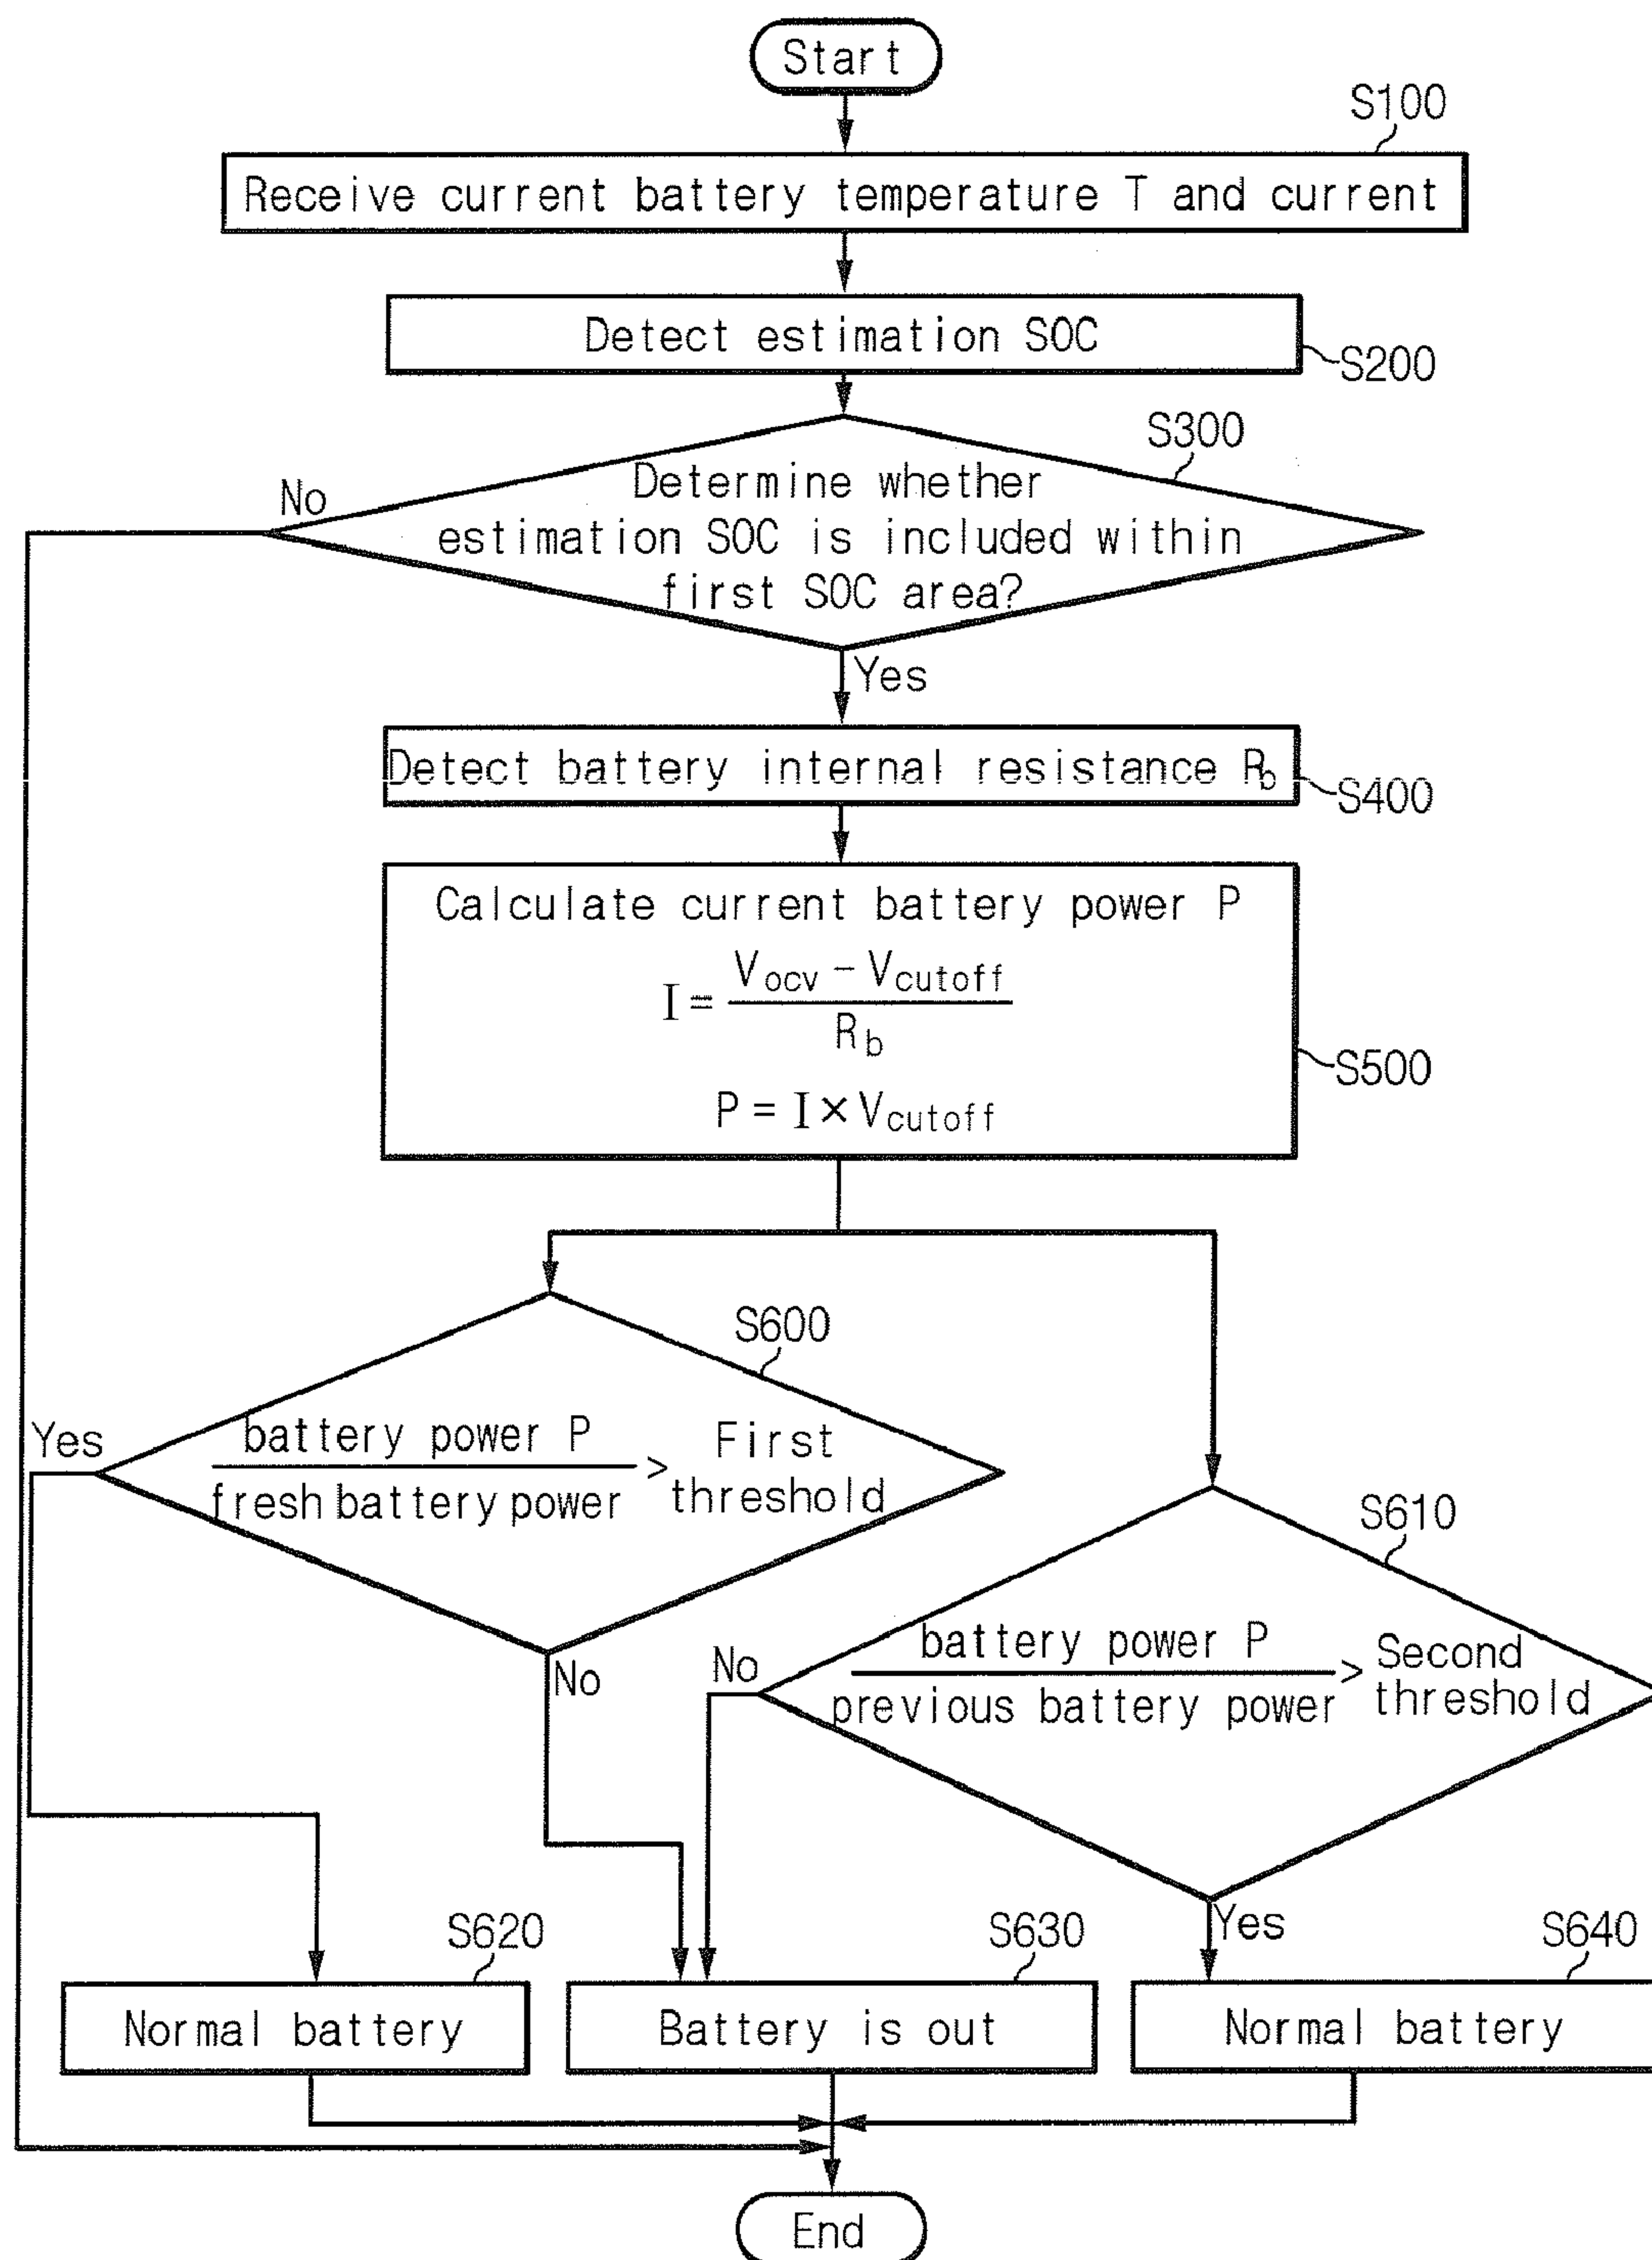 Start
S100
Receive current battery temperature T and current
Detect estimation SOC
S200
S300
No
Determine whether
estimation SOC is included within
first SOC area?
Yes
Detect battery internal resistance Rb
S400
Calculate current battery power P
I = Vocv - Vcutoff
Rb
P = I × Vcutoff
S500
S600
Yes
battery power P
fresh battery power
> First
threshold
No
S610
No
battery power P
previous battery power
> Second
threshold
Yes
S620
Normal battery
S630
Battery is out
S640
Normal battery
End